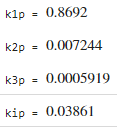 k1p = 0.8692
k2p = 0.007244
k3p = 0.0005919
kip = 0.03861